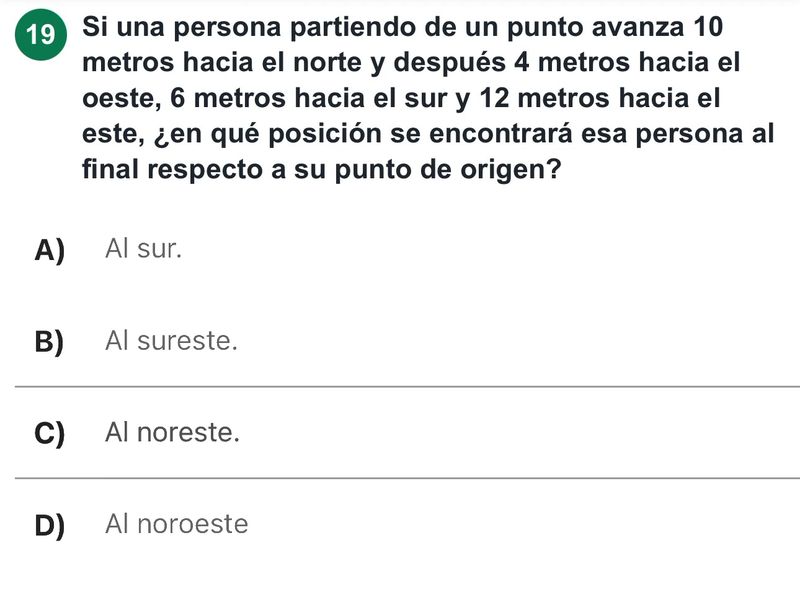 19
Si una persona partiendo de un punto avanza 10
metros hacia el norte y después 4 metros hacia el
oeste, 6 metros hacia el sur y 12 metros hacia el
este, ¿en qué posición se encontrará esa persona al
final respecto a su punto de origen?
A) Al sur.
B) Al sureste.
C) Al noreste.
D) Al noroeste